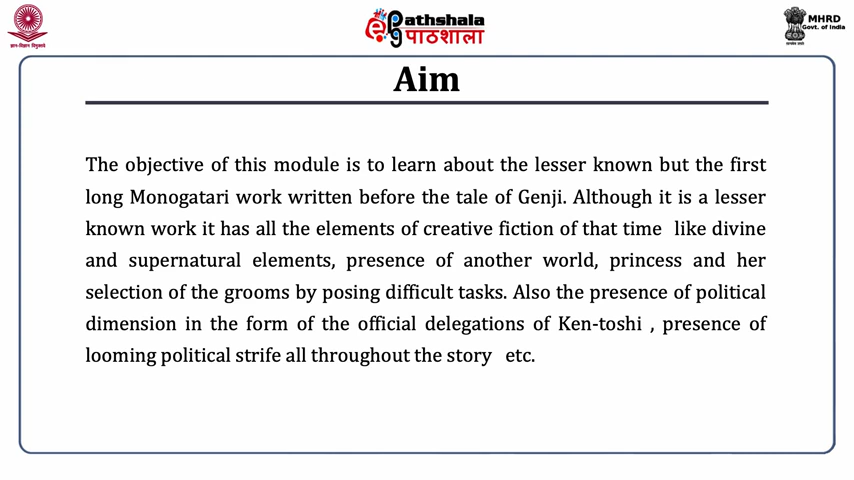 ज्ञान-विज्ञान विमुक्तये
ePathshala
पाठशाला
MHRD
Govt. of India
Aim
The objective of this module is to learn about the lesser known but the first
long Monogatari work written before the tale of Genji. Although it is a lesser
known work it has all the elements of creative fiction of that time like divine
and supernatural elements, presence of another world, princess and her
selection of the grooms by posing difficult tasks. Also the presence of political
dimension in the form of the official delegations of Ken-toshi , presence of
looming political strife all throughout the story etc.